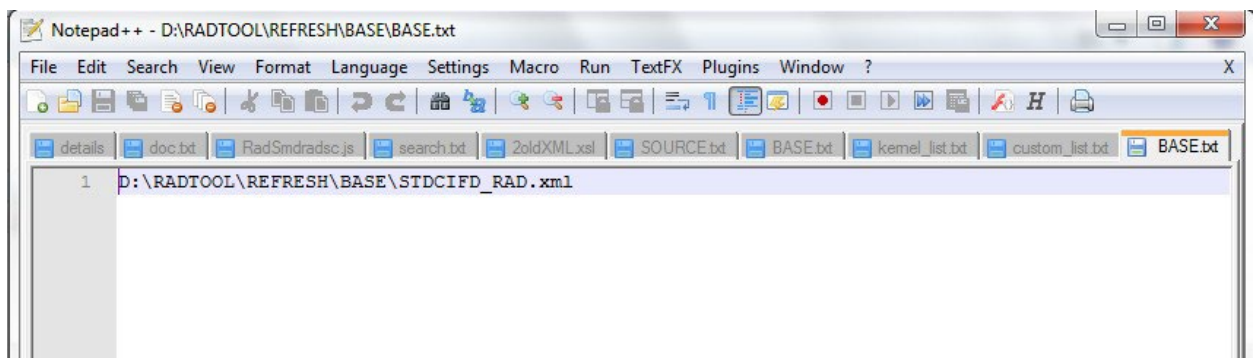 Notepad++ - D:\RADTOOL\REFRESH\BASE\BASE.txt
File Edit Search View Format Language Settings Macro Run TextFX Plugins Window ? X
details doc.txt RadSmdradsc.js search.txt 2oldXML.xsl SOURCE.txt BASE.txt kernel_list.txt custom_list.txt BASE.txt
1 D:\RADTOOL\REFRESH\BASE\STDCIFD_RAD.xml